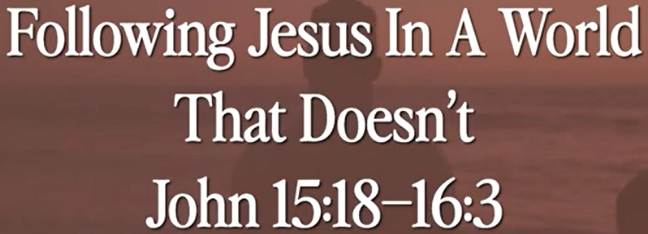 Following Jesus In A World
That Doesn’t
John 15:18–16:3